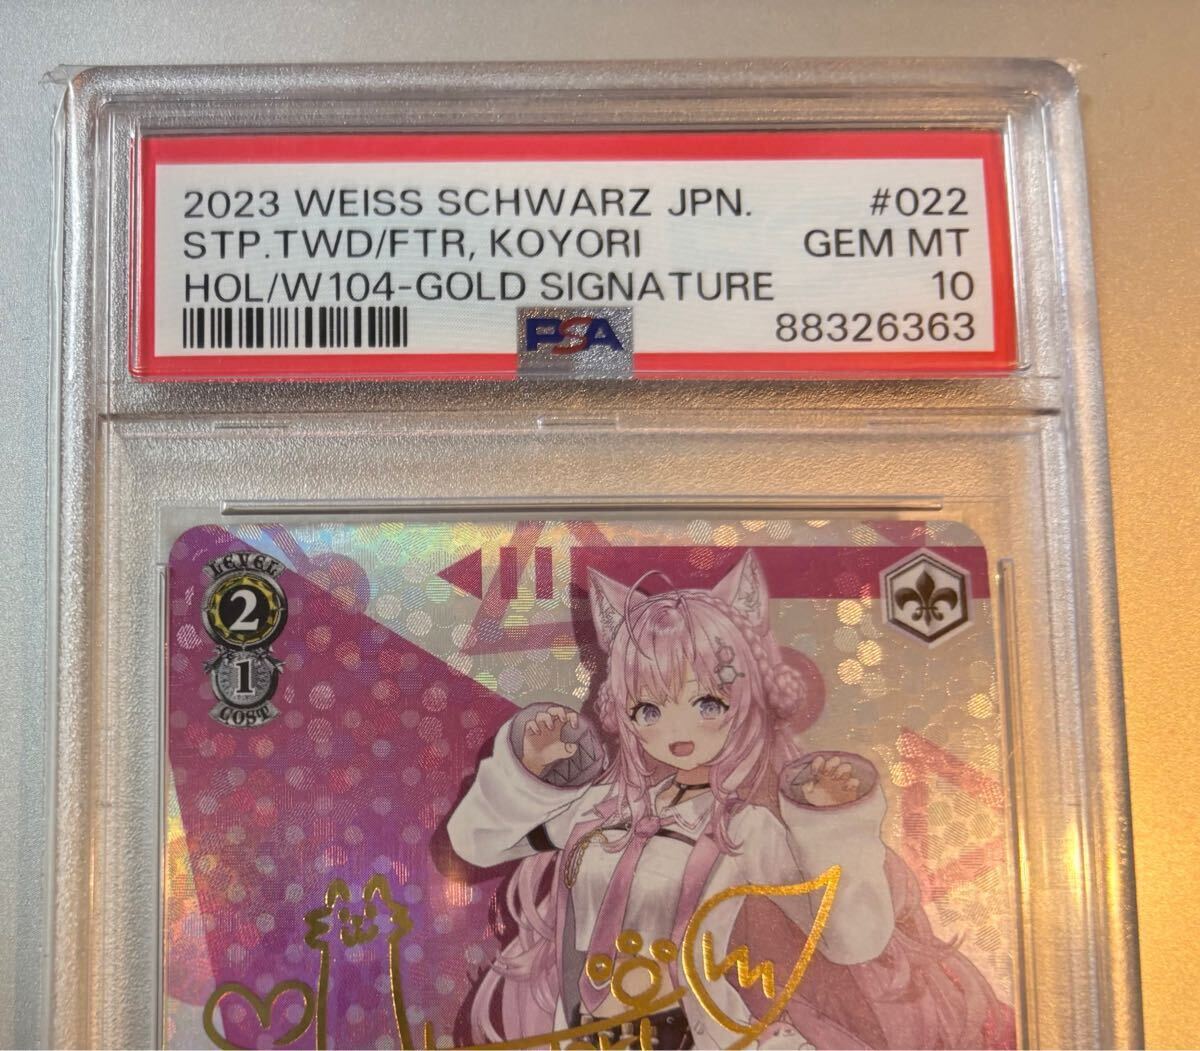 2023 WEISS SCHWARZ JPN. #022
STP.TWD/FTR, KOYORI GEM MT
HOL/W104-GOLD SIGNATURE 10
PSA 88326363
LEVEL
2
1
COST